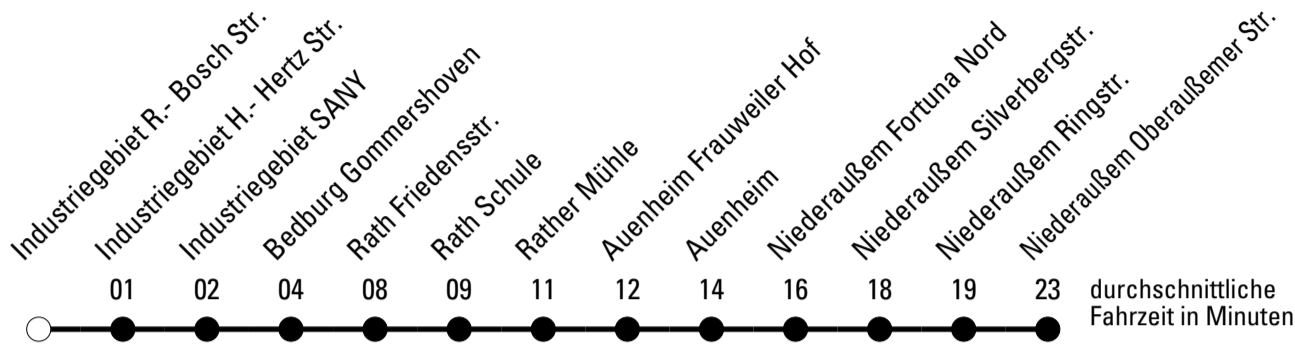 Industriegebiet R.- Bosch Str.
Industriegebiet H.- Hertz Str.
Industriegebiet SANY
Bedburg Gommershoven
Rath Friedensstr.
Rath Schule
Rather Mühle
Auenheim Frauweiler Hof
Auenheim
Niederaußem Fortuna Nord
Niederaußem Silverbergstr.
Niederaußem Ringstr.
Niederaußem Oberaußemer Str.
01 02 04 08 09 11 12 14 16 18 19 23 durchschnittliche
Fahrzeit in Minuten